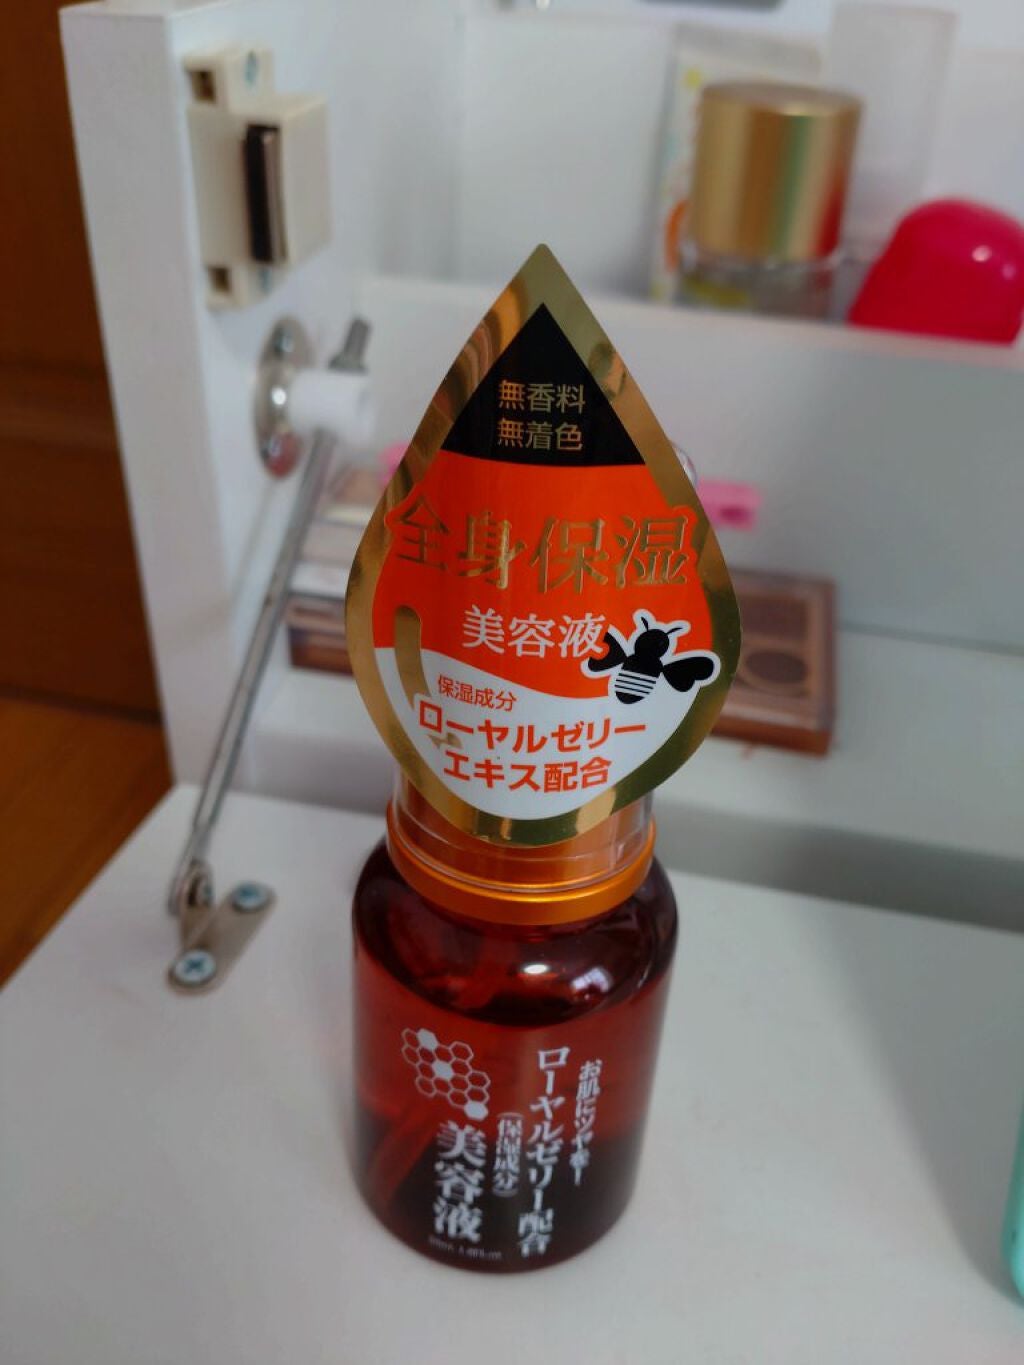 無香料
無着色
全身保湿
美容液
保湿成分
ローヤルゼリー
エキス配合
お肌にツヤを!
ローヤルゼリー配合
(保湿成分)
美容液